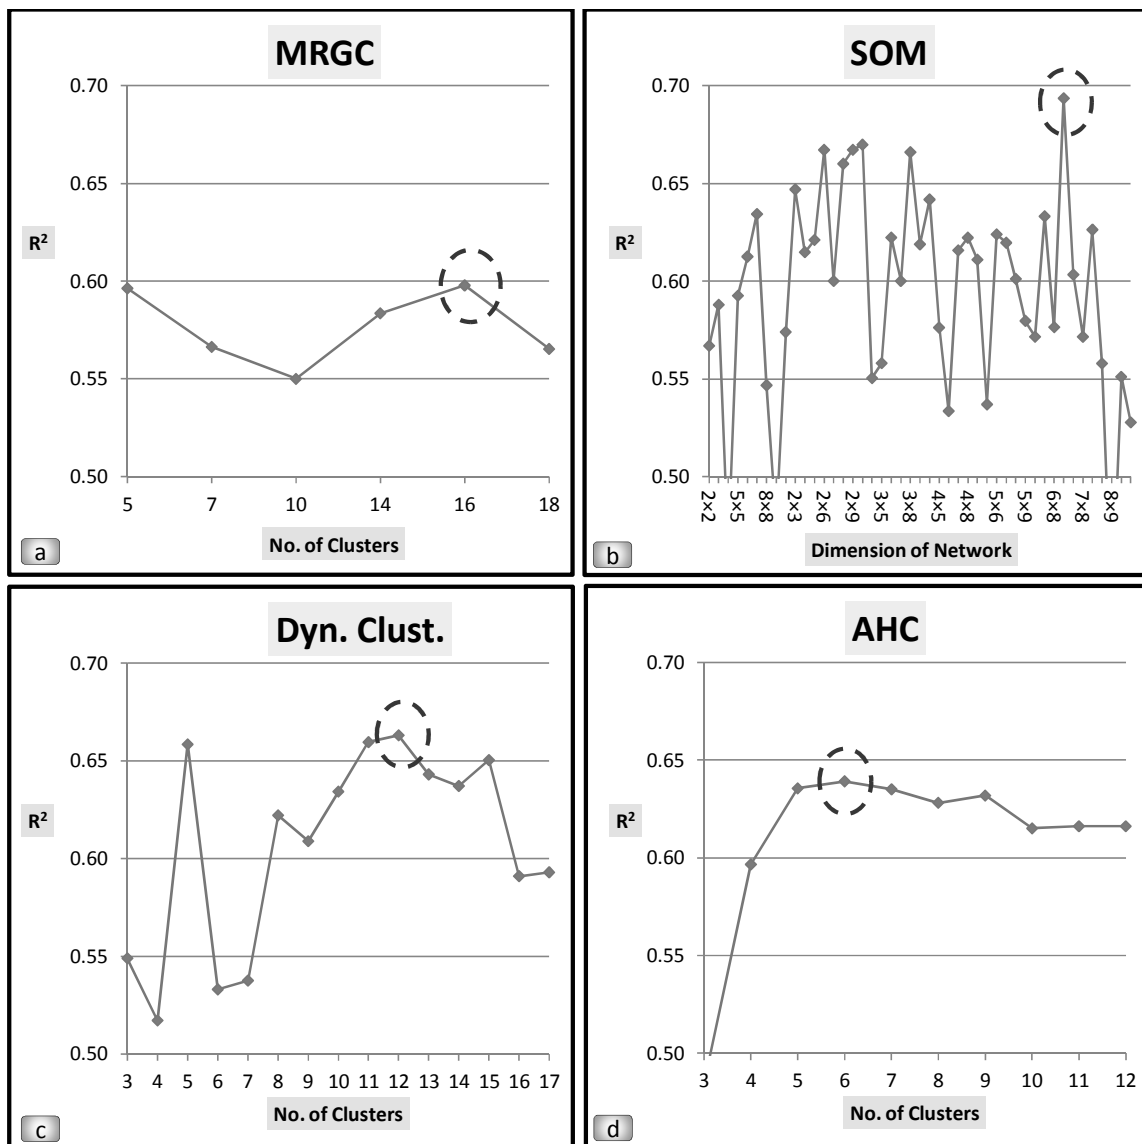 MRGC
0.70
0.65
R²
0.60
0.55
0.50
5 7 10 14 16 18
No. of Clusters
a
SOM
0.70
0.65
R²
0.60
0.55
0.50
2×2 5×5 8×8 2×3 2×6 2×9 3×5 3×8 4×5 4×8 5×6 5×9 6×8 7×8 8×9
Dimension of Network
b
Dyn. Clust.
0.70
0.65
R²
0.60
0.55
0.50
3 4 5 6 7 8 9 10 11 12 13 14 15 16 17
No. of Clusters
c
AHC
0.70
0.65
R²
0.60
0.55
0.50
3 4 5 6 7 8 9 10 11 12
No. of Clusters
d